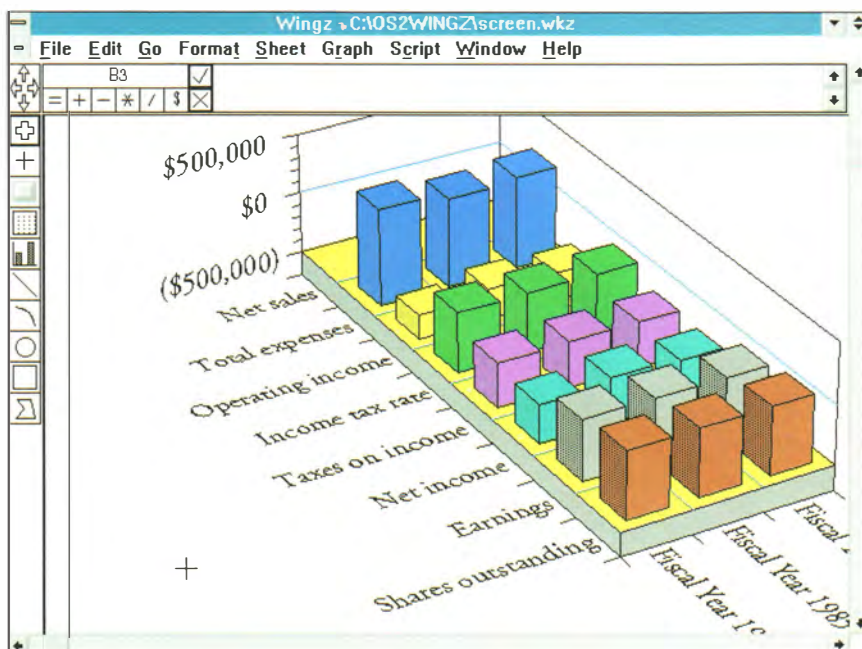 Wingz - C:\OS2WINGZ\screen.wkz
File Edit Go Format Sheet Graph Script Window Help
B3
= + - * / $
$500,000
$0
($500,000)
Net sales
Total expenses
Operating income
Income tax rate
Taxes on income
Net income
Earnings
Shares ourstanding
Fiscal Year
Fiscal Year 198
Fiscal